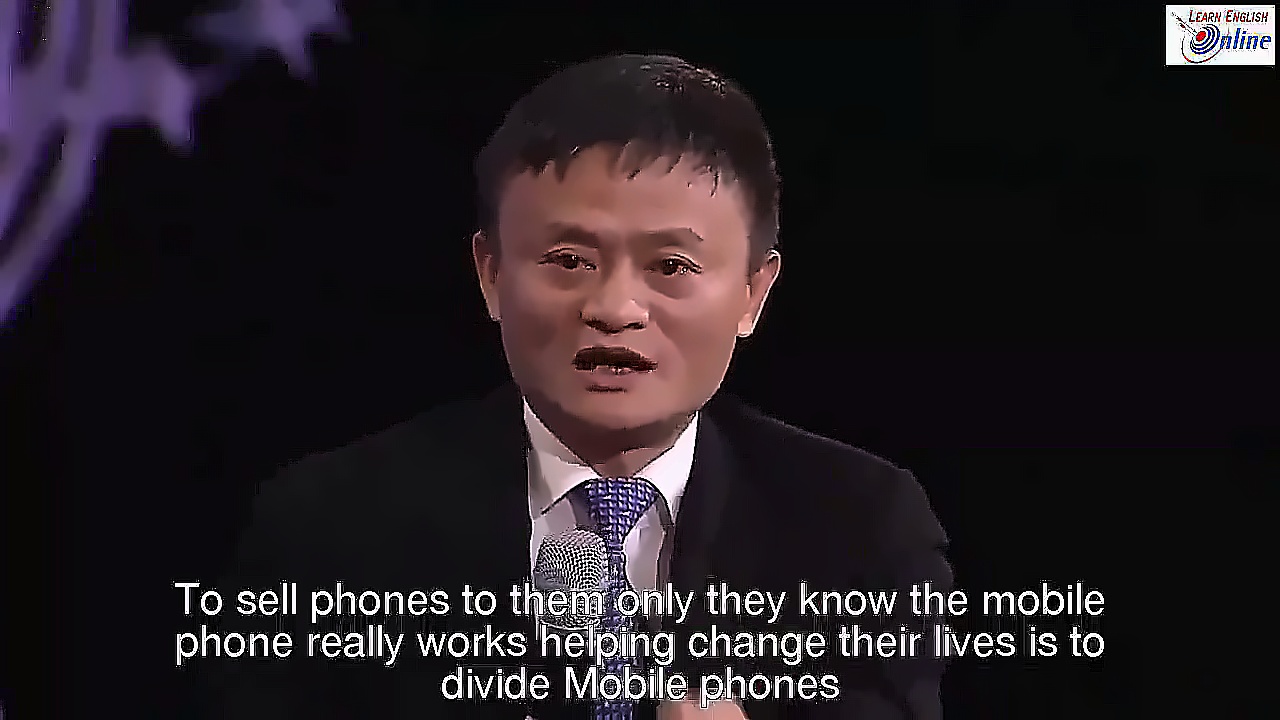 LEARN ENGLISH
Online
To sell phones to them only they know the mobile
phone really works helping change their lives is to
divide Mobile phones